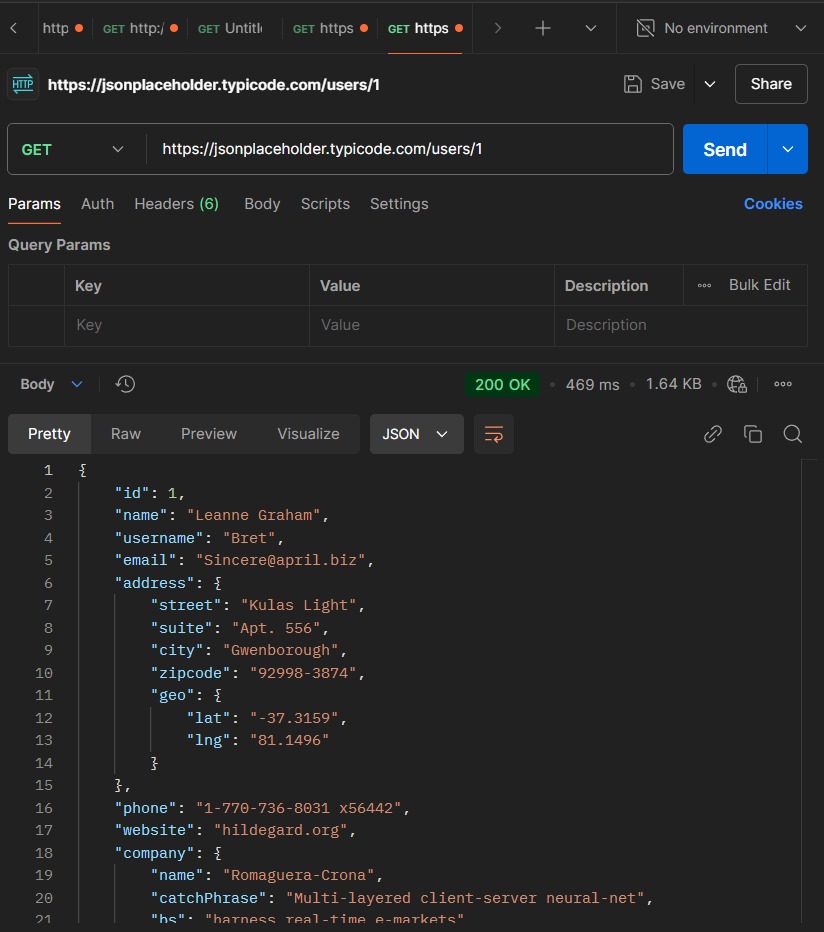 http GET http:/ GET Untitl GET https GET https No environment
HTTP https://jsonplaceholder.typicode.com/users/1 Save Share
GET https://jsonplaceholder.typicode.com/users/1 Send
Params Auth Headers (6) Body Scripts Settings Cookies
Query Params
Key Value Description Bulk Edit
Key Value Description
Body 200 OK 469 ms 1.64 KB
Pretty Raw Preview Visualize JSON
1 {
2 "id": 1,
3 "name": "Leanne Graham",
4 "username": "Bret",
5 "email": "Sincere@april.biz",
6 "address": {
7 "street": "Kulas Light",
8 "suite": "Apt. 556",
9 "city": "Gwenborough",
10 "zipcode": "92998-3874",
11 "geo": {
12 "lat": "-37.3159",
13 "lng": "81.1496"
14 }
15 },
16 "phone": "1-770-736-8031 x56442",
17 "website": "hildegard.org",
18 "company": {
19 "name": "Romaguera-Crona",
20 "catchPhrase": "Multi-layered client-server neural-net",
21 "bs": "harness real-time e-markets"